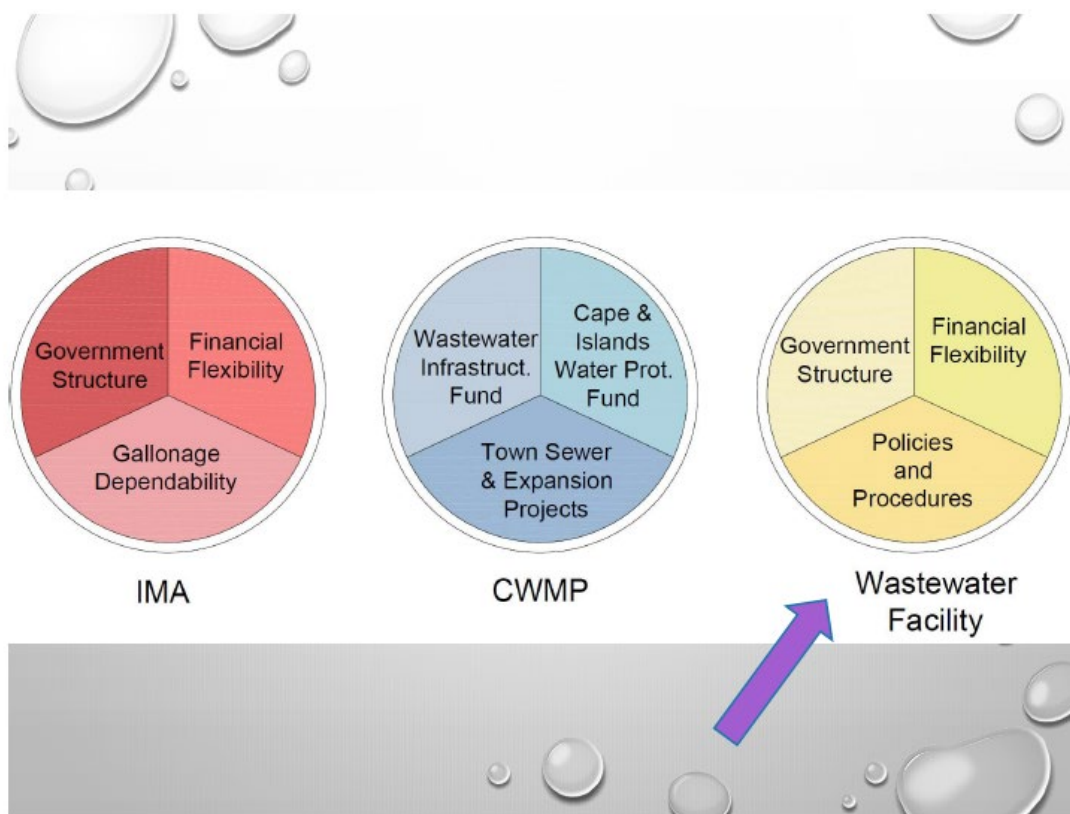 Government
Structure
Financial
Flexibility
Gallonage
Dependability
IMA
Wastewater
Infrastruct.
Fund
Cape &
Islands
Water Prot.
Fund
Town Sewer
& Expansion
Projects
CWMP
Government
Structure
Financial
Flexibility
Policies
and
Procedures
Wastewater
Facility